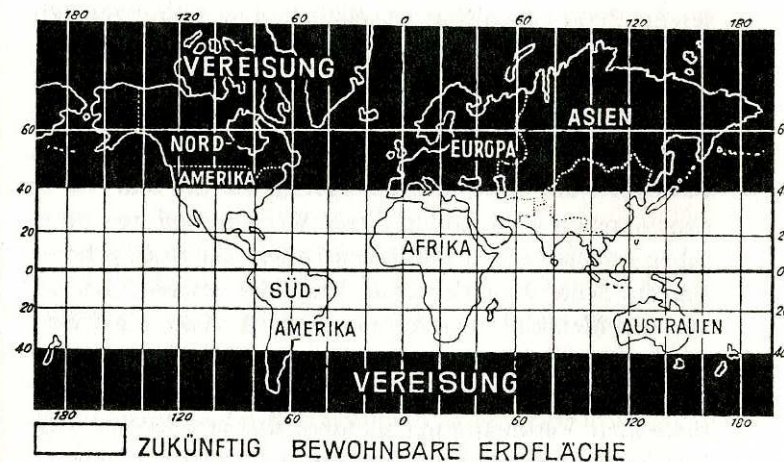 180 120 60 0 60 120 180
VEREISUNG
ASIEN
60 NORD- EUROPA 60
AMERIKA
40 40
20 AFRIKA 20
0 0
SÜD-
20 20
AMERIKA AUSTRALIEN
40 40
VEREISUNG
180 120 60 0 60 120 180
ZUKÜNFTIG BEWOHNBARE ERDFLÄCHE